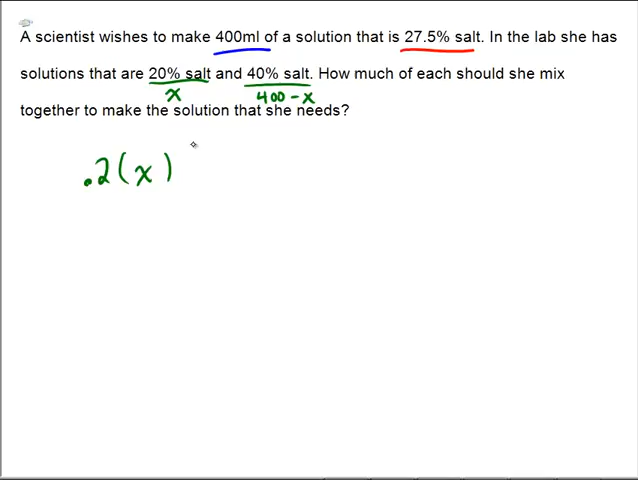 A scientist wishes to make 400ml of a solution that is 27.5% salt. In the lab she has
solutions that are 20% salt and 40% salt. How much of each should she mix
x 400-x
together to make the solution that she needs?
.2(x)